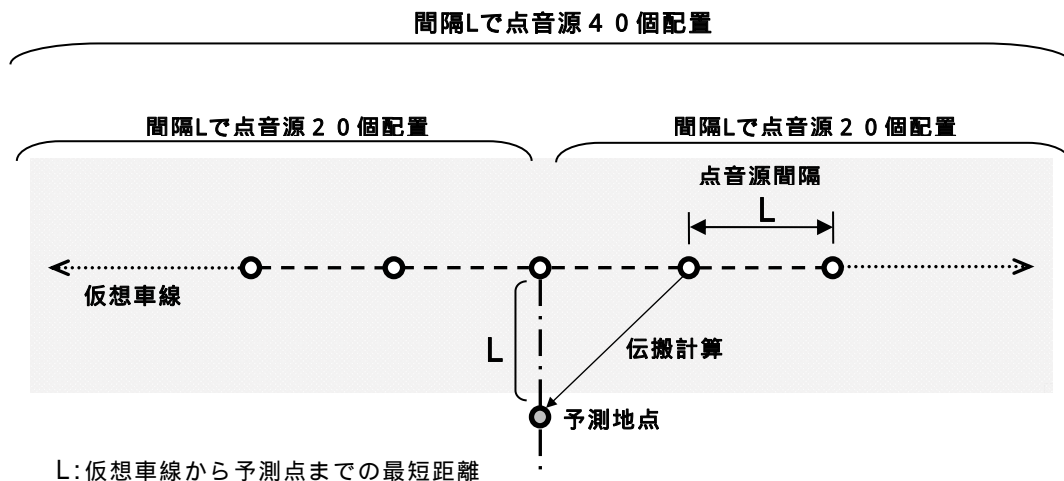 間隔Lで点音源４０個配置
間隔Lで点音源２０個配置
間隔Lで点音源２０個配置
点音源間隔
L
仮想車線
L
伝搬計算
予測地点
L:仮想車線から予測点までの最短距離